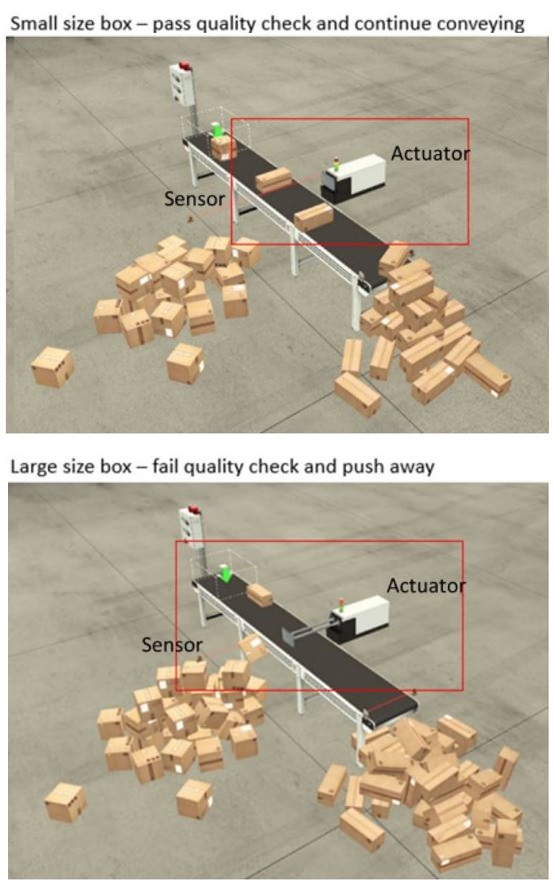 Small size box – pass quality check and continue conveying
Actuator
Sensor
Large size box – fail quality check and push away
Actuator
Sensor